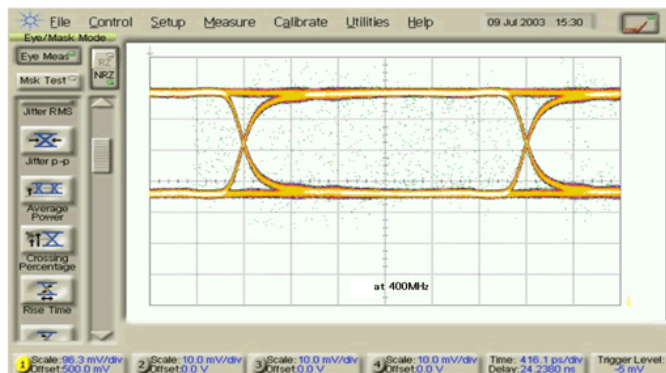 File Control Setup Measure Calibrate Utilities Help 09 Jul 2003 15:30
Eye/Mask Mode
Eye Meas
RZ
NRZ
Msk Test
Jitter RMS
Jitter p-p
Average
Power
Crossing
Percentage
Rise Time
at 400MHz
1 Scale: 96.3 mV/div
Offset: 500.0 mV
2 Scale: 10.0 mV/div
Offset: 0.0 V
3 Scale: 10.0 mV/div
Offset: 0.0 V
4 Scale: 10.0 mV/div
Offset: 0.0 V
Time: 416.1 ps/div
Delay: 24.2380 ns
Trigger Level:
-5 mV